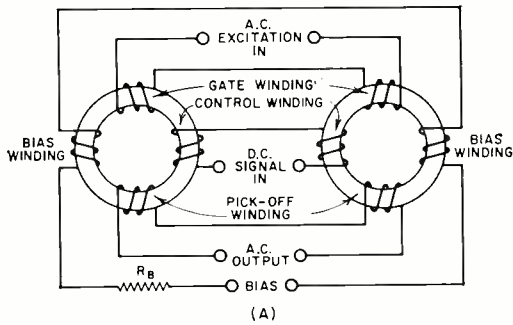 A.C.
EXCITATION
IN
GATE WINDING
CONTROL WINDING
BIAS
WINDING
BIAS
WINDING
D.C.
SIGNAL
IN
PICK-OFF
WINDING
A.C.
OUTPUT
RB
BIAS
(A)